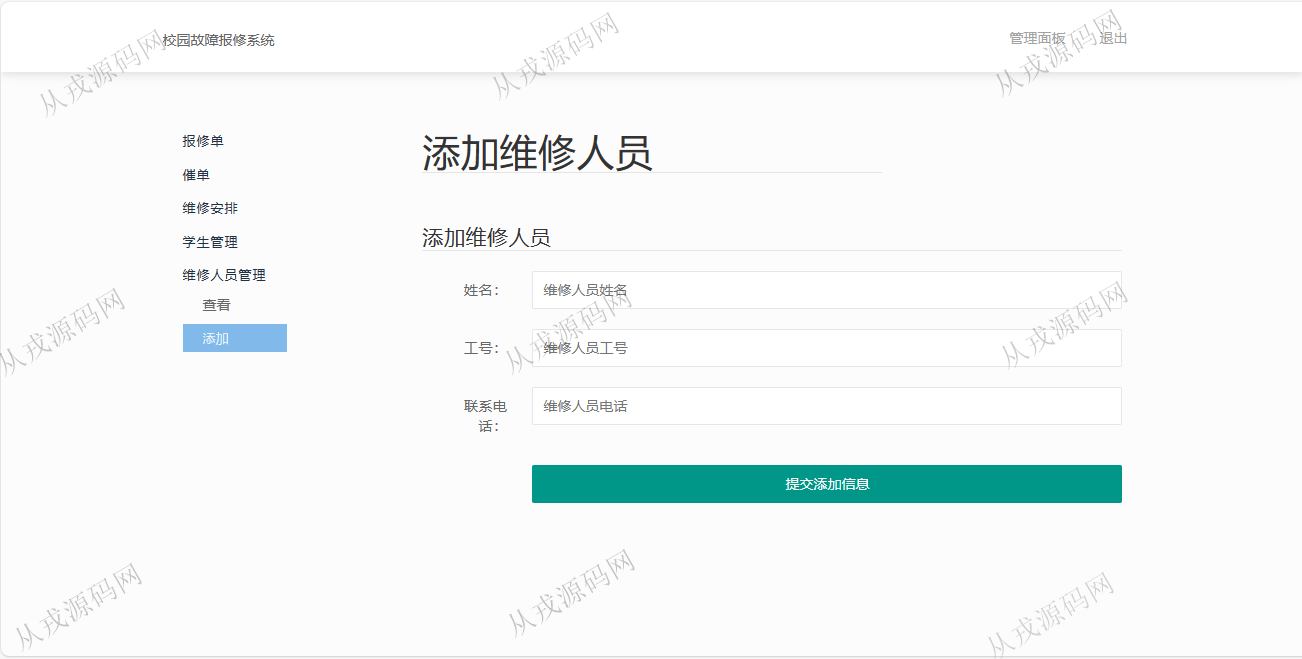 校园故障报修系统
管理面板
退出
报修单
催单
维修安排
学生管理
维修人员管理
查看
添加
添加维修人员
添加维修人员
姓名：
维修人员姓名
工号：
维修人员工号
联系电
话：
维修人员电话
提交添加信息
从戎源码网
从戎源码网
从戎源码网
从戎源码网
从戎源码网
从戎源码网
从戎源码网
从戎源码网
从戎源码网